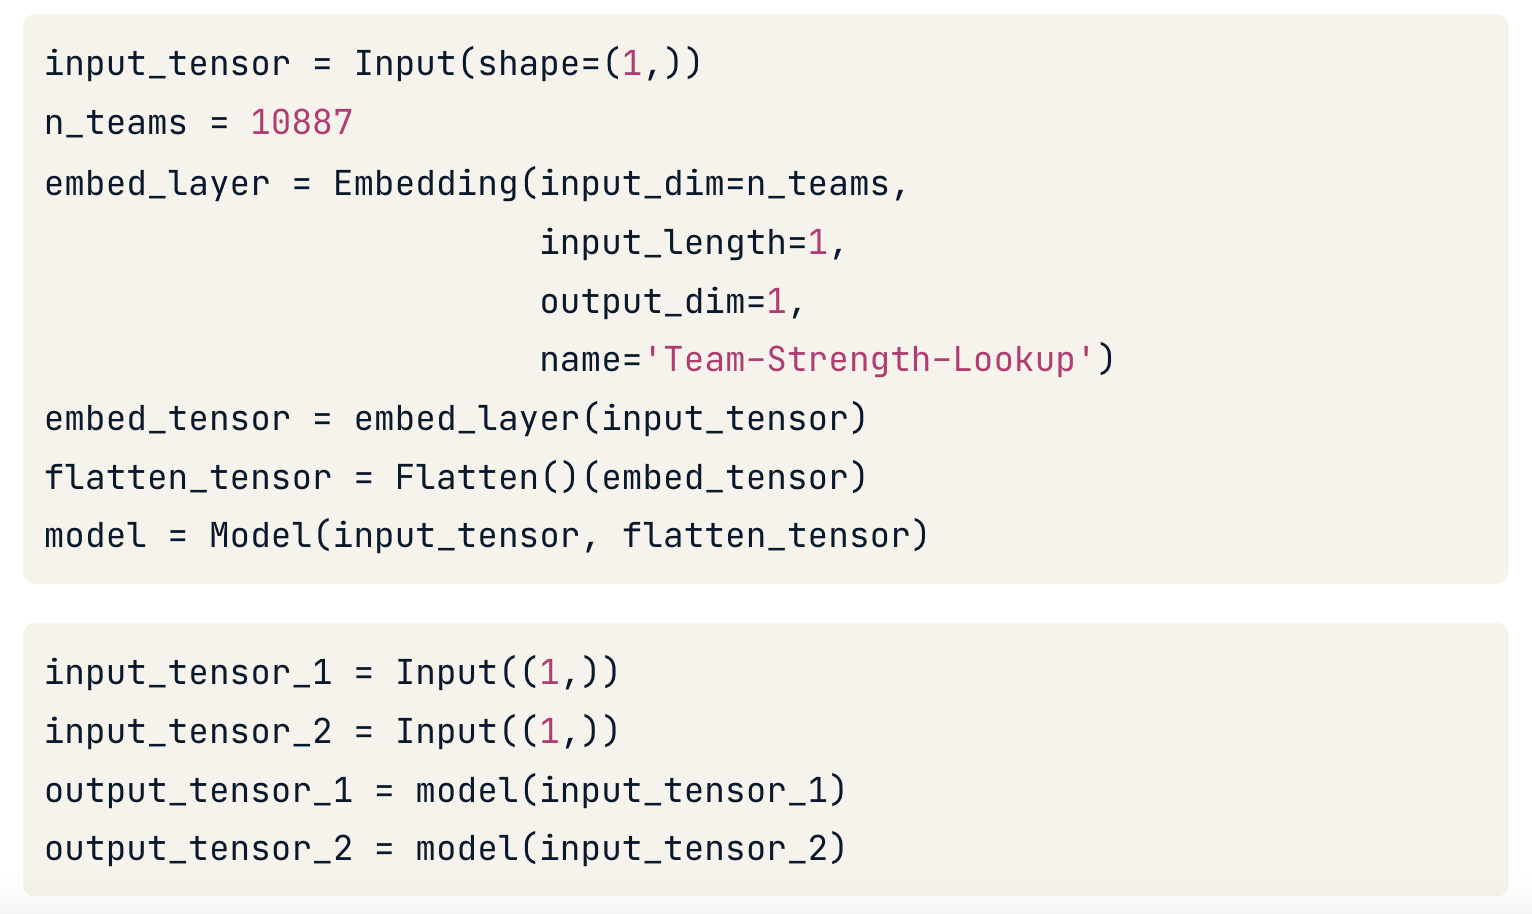 input_tensor = Input(shape=(1,))
n_teams = 10887
embed_layer = Embedding(input_dim=n_teams,
                        input_length=1,
                        output_dim=1,
                        name='Team-Strength-Lookup')
embed_tensor = embed_layer(input_tensor)
flatten_tensor = Flatten()(embed_tensor)
model = Model(input_tensor, flatten_tensor)
input_tensor_1 = Input((1,))
input_tensor_2 = Input((1,))
output_tensor_1 = model(input_tensor_1)
output_tensor_2 = model(input_tensor_2)